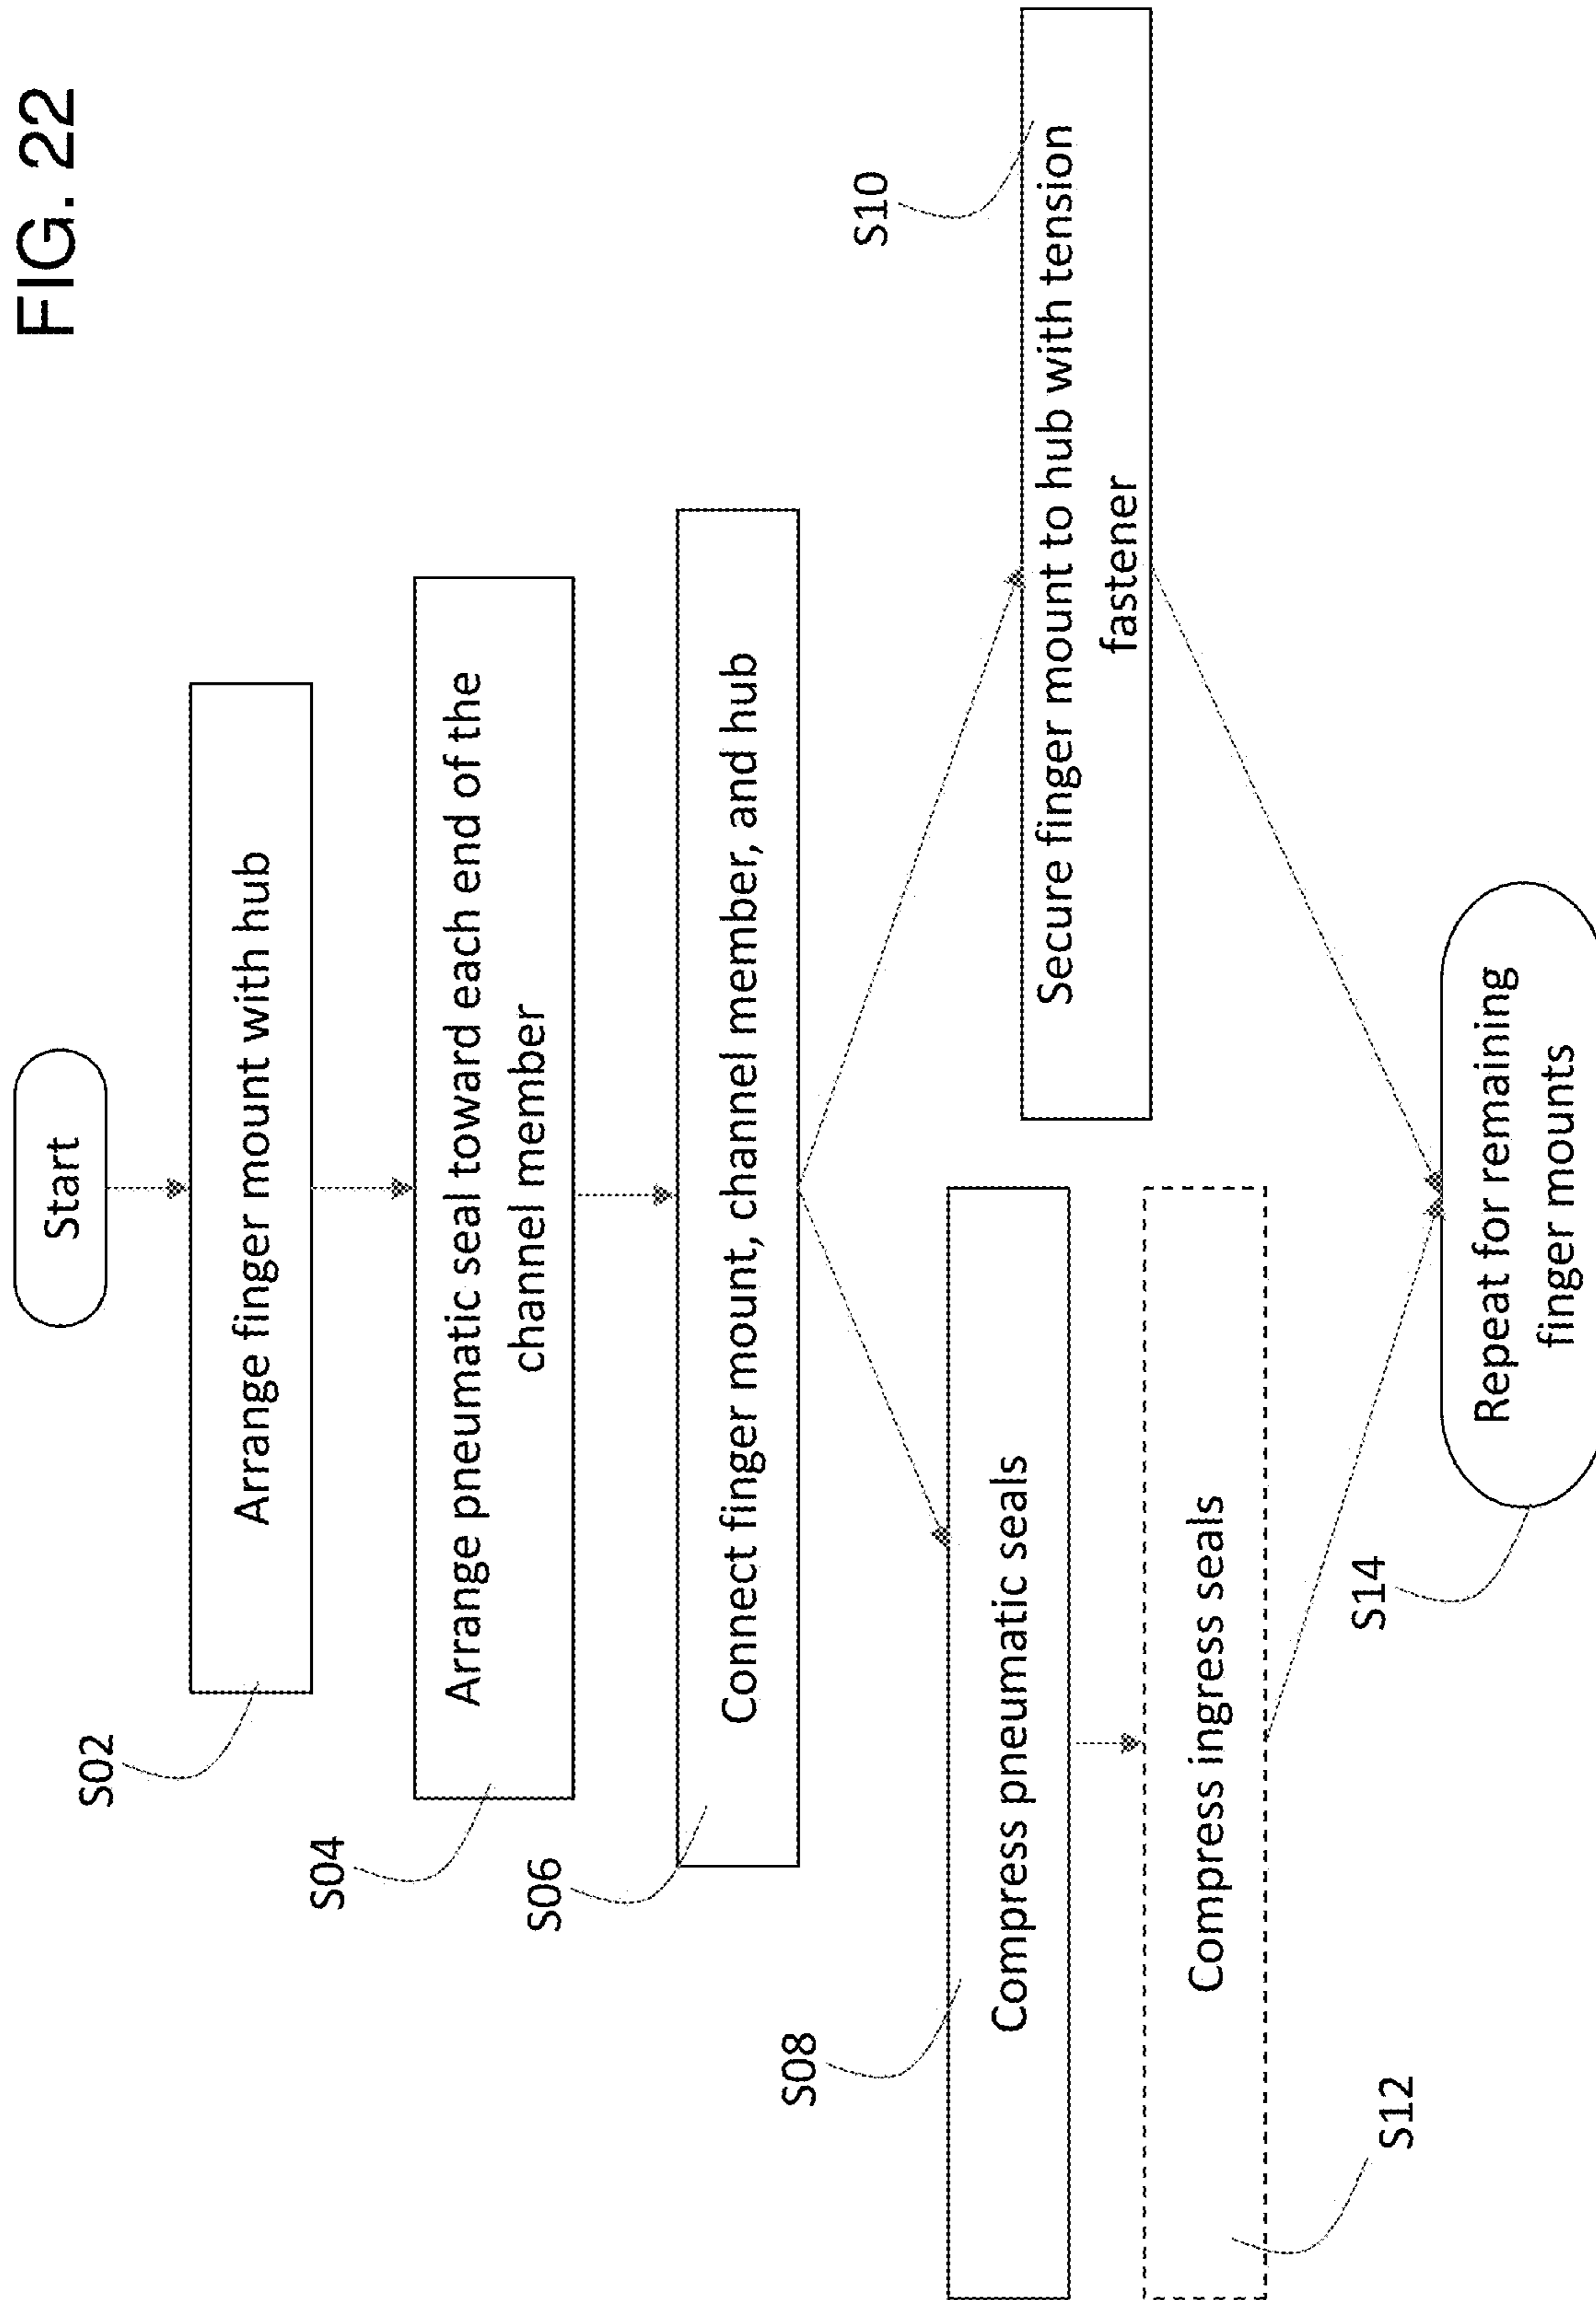 FIG. 22
Start
S02
Arrange finger mount with hub
S04
Arrange pneumatic seal toward each end of the
channel member
S06
Connect finger mount, channel member, and hub
S08
Compress pneumatic seals
S10
Secure finger mount to hub with tension
fastener
S12
Compress ingress seals
S14
Repeat for remaining
finger mounts